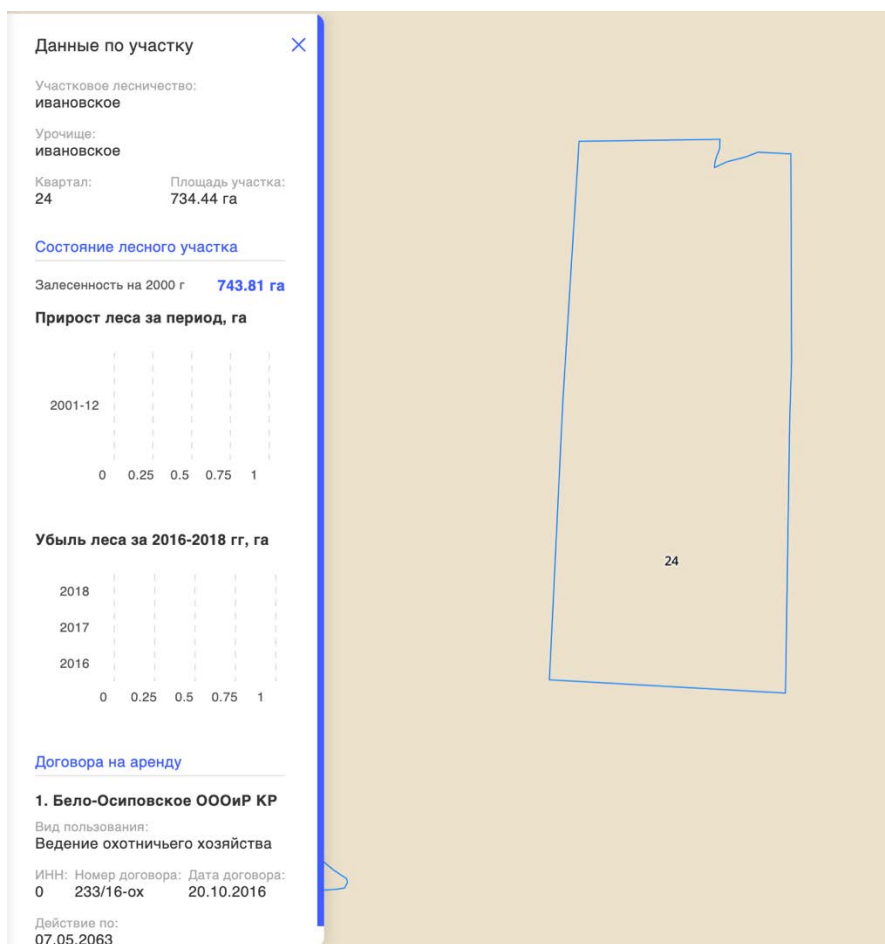 Данные по участку
Участковое лесничество:
ивановское
Урочище:
ивановское
Квартал: Площадь участка:
24 734.44 га
Состояние лесного участка
Залесенность на 2000 г 743.81 га
Прирост леса за период, га
2001-12
0 0.25 0.5 0.75 1
Убыль леса за 2016-2018 гг, га
2018
2017
2016
0 0.25 0.5 0.75 1
Договора на аренду
1. Бело-Осиповское ОООиР КР
Вид пользования:
Ведение охотничьего хозяйства
ИНН: Номер договора: Дата договора:
0 233/16-ох 20.10.2016
Действие по:
07.05.2063
24